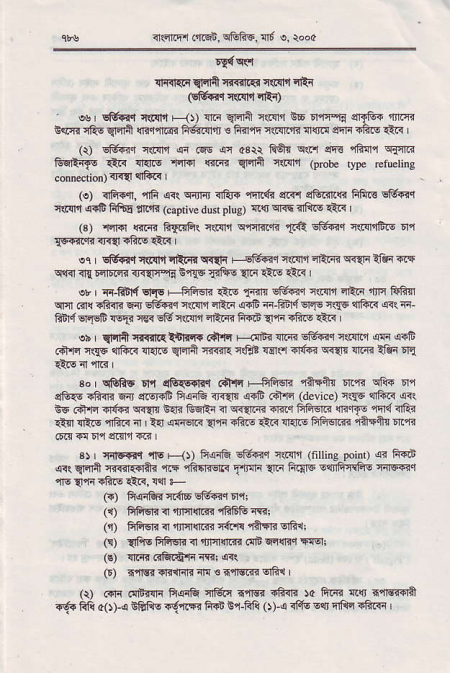 ৭৮৬ বাংলাদেশ গেজেট, অতিরিক্ত, মার্চ ৩, ২০০৫
চতুর্থ অংশ
যানবাহনে জ্বালানী সরবরাহের সংযোগ লাইন
(ভর্তিকরণ সংযোগ লাইন)
৩৬। ভর্তিকরণ সংযোগ।—(১) যানে জ্বালানী সংযোগ উচ্চ চাপসম্পন্ন প্রাকৃতিক গ্যাসের
উৎসের সহিত জ্বালানী ধারণপাত্রের নির্ভরযোগ্য ও নিরাপদ সংযোগের মাধ্যমে প্রদান করিতে হইবে।
(২) ভর্তিকরণ সংযোগ এন জেড এস ৫৪২২ দ্বিতীয় অংশে প্রদত্ত পরিমাপ অনুসারে
ডিজাইনকৃত হইবে যাহাতে শলাকা ধরনের জ্বালানী সংযোগ (probe type refueling
connection) ব্যবস্থা থাকিবে।
(৩) বালিকণা, পানি এবং অন্যান্য বাহ্যিক পদার্থের প্রবেশ প্রতিরোধের নিমিত্তে ভর্তিকরণ
সংযোগ একটি নিশ্ছিদ্র প্লাগের (captive dust plug) মধ্যে আবদ্ধ রাখিতে হইবে।
(৪) শলাকা ধরনের রিফুয়েলিং সংযোগ অপসারণের পূর্বেই ভর্তিকরণ সংযোগটিতে চাপ
মুক্তকরণের ব্যবস্থা করিতে হইবে।
৩৭। ভর্তিকরণ সংযোগ লাইনের অবস্থান।—ভর্তিকরণ সংযোগ লাইনের অবস্থান ইঞ্জিন কক্ষে
অথবা বায়ু চলাচলের ব্যবস্থাসম্পন্ন উপযুক্ত সুরক্ষিত স্থানে হইতে হইবে।
৩৮। নন-রিটার্ণ ভাল্‌ভ।—সিলিন্ডার হইতে পুনরায় ভর্তিকরণ সংযোগ লাইনে গ্যাস ফিরিয়া
আসা রোধ করিবার জন্য ভর্তিকরণ সংযোগ লাইনে একটি নন-রিটার্ণ ভাল্‌ভ সংযুক্ত থাকিবে এবং নন-
রিটার্ণ ভাল্‌ভটি যতদূর সম্ভব ভর্তি সংযোগ লাইনের নিকটে স্থাপন করিতে হইবে।
৩৯। জ্বালানী সরবরাহে ইন্টারলক কৌশল।—মোটর যানের ভর্তিকরণ সংযোগে এমন একটি
কৌশল সংযুক্ত থাকিবে যাহাতে জ্বালানী সরবরাহ সংশ্লিষ্ট যন্ত্রাংশ কার্যকর অবস্থায় যানের ইঞ্জিন চালু
হইতে না পারে।
৪০। অতিরিক্ত চাপ প্রতিহতকারণ কৌশল।—সিলিন্ডার পরীক্ষণীয় চাপের অধিক চাপ
প্রতিহত করিবার জন্য প্রত্যেকটি সিএনজি ব্যবস্থায় একটি কৌশল (device) সংযুক্ত থাকিবে এবং
উক্ত কৌশল কার্যকর অবস্থায় উহার ডিজাইন বা অবস্থানের কারণে সিলিন্ডারে ধারণকৃত পদার্থ বাহির
হইয়া যাইতে পারিবে না। ইহা এমনভাবে স্থাপন করিতে হইবে যাহাতে সিলিন্ডারের পরীক্ষণীয় চাপের
চেয়ে কম চাপ প্রয়োগ করে।
৪১। সনাক্তকরণ পাত।—(১) সিএনজি ভর্তিকরণ সংযোগ (filling point) এর নিকটে
এবং জ্বালানী সরবরাহকারীর পক্ষে পরিষ্কারভাবে দৃশ্যমান স্থানে নিম্নোক্ত তথ্যাদিসম্বলিত সনাক্তকরণ
পাত স্থাপন করিতে হইবে, যথা ঃ—
(ক) সিএনজির সর্বোচ্চ ভর্তিকরণ চাপ;
(খ) সিলিন্ডার বা গ্যাসাধারের পরিচিতি নম্বর;
(গ) সিলিন্ডার বা গ্যাসাধারের সর্বশেষ পরীক্ষার তারিখ;
(ঘ) স্থাপিত সিলিন্ডার বা গ্যাসাধারের মোট জলধারণ ক্ষমতা;
(ঙ) যানের রেজিস্ট্রেশন নম্বর; এবং
(চ) রূপান্তর কারখানার নাম ও রূপান্তরের তারিখ।
(২) কোন মোটরযান সিএনজি সার্ভিসে রূপান্তর করিবার ১৫ দিনের মধ্যে রূপান্তরকারী
কর্তৃক বিধি ৫(১)-এ উল্লিখিত কর্তৃপক্ষের নিকট উপ-বিধি (১)-এ বর্ণিত তথ্য দাখিল করিবেন।